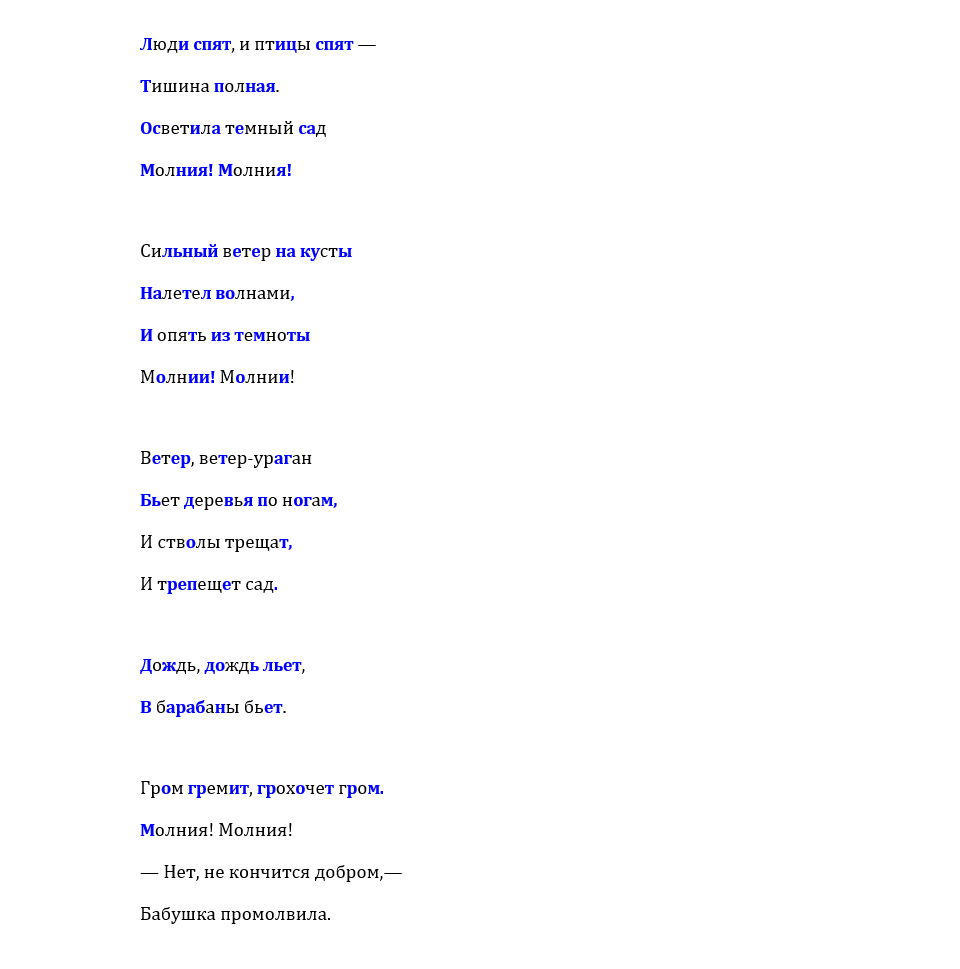 Люди спят, и птицы спят —
Тишина полная.
Осветила темный сад
Молния! Молния!
Сильный ветер на кусты
Налетел волнами,
И опять из темноты
Молнии! Молнии!
Ветер, ветер-ураган
Бьет деревья по ногам,
И стволы трещат,
И трепещет сад.
Дождь, дождь льет,
В барабаны бьет.
Гром гремит, грохочет гром.
Молния! Молния!
— Нет, не кончится добром,—
Бабушка промолвила.